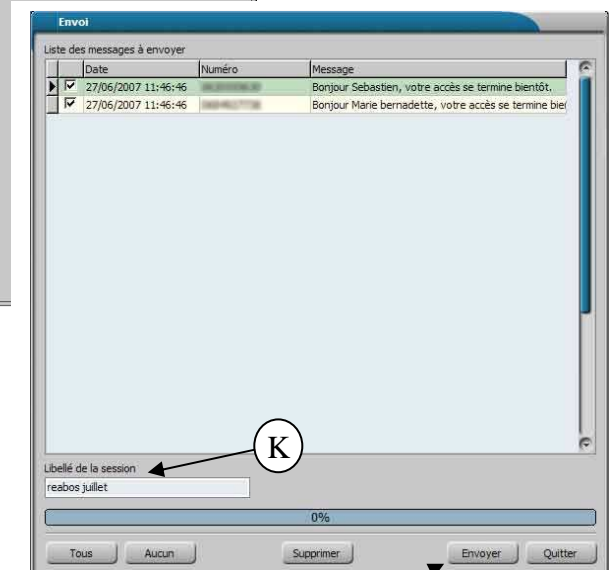 Envoi
Liste des messages à envoyer
Date Numéro Message
27/06/2007 11:46:46 Bonjour Sebastien, votre accès se termine bientôt.
27/06/2007 11:46:46 Bonjour Marie bernadette, votre accès se termine bie
K
Libellé de la session
reabos juillet
0%
Tous Aucun Supprimer Envoyer Quitter